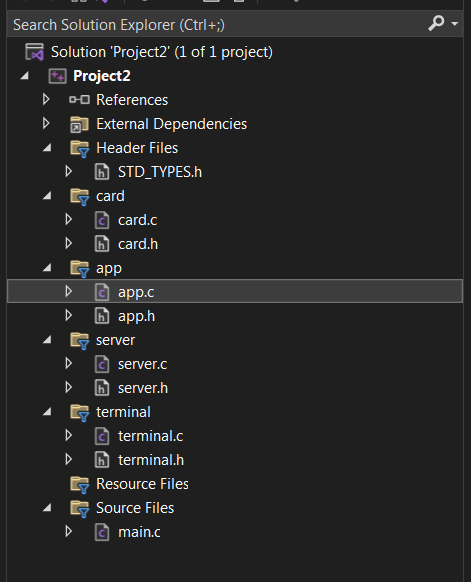 Search Solution Explorer (Ctrl+;)
Solution 'Project2' (1 of 1 project)
Project2
References
External Dependencies
Header Files
STD_TYPES.h
card
card.c
card.h
app
app.c
app.h
server
server.c
server.h
terminal
terminal.c
terminal.h
Resource Files
Source Files
main.c